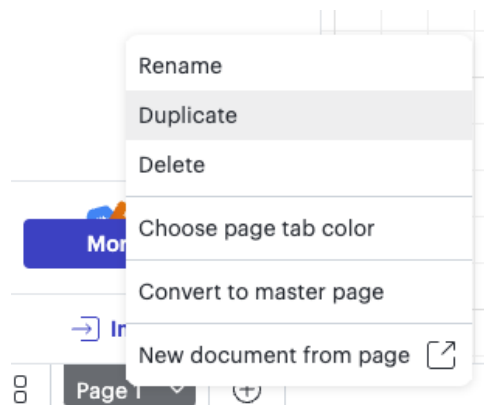 Rename
Duplicate
Delete
Choose page tab color
Convert to master page
New document from page
Page 1